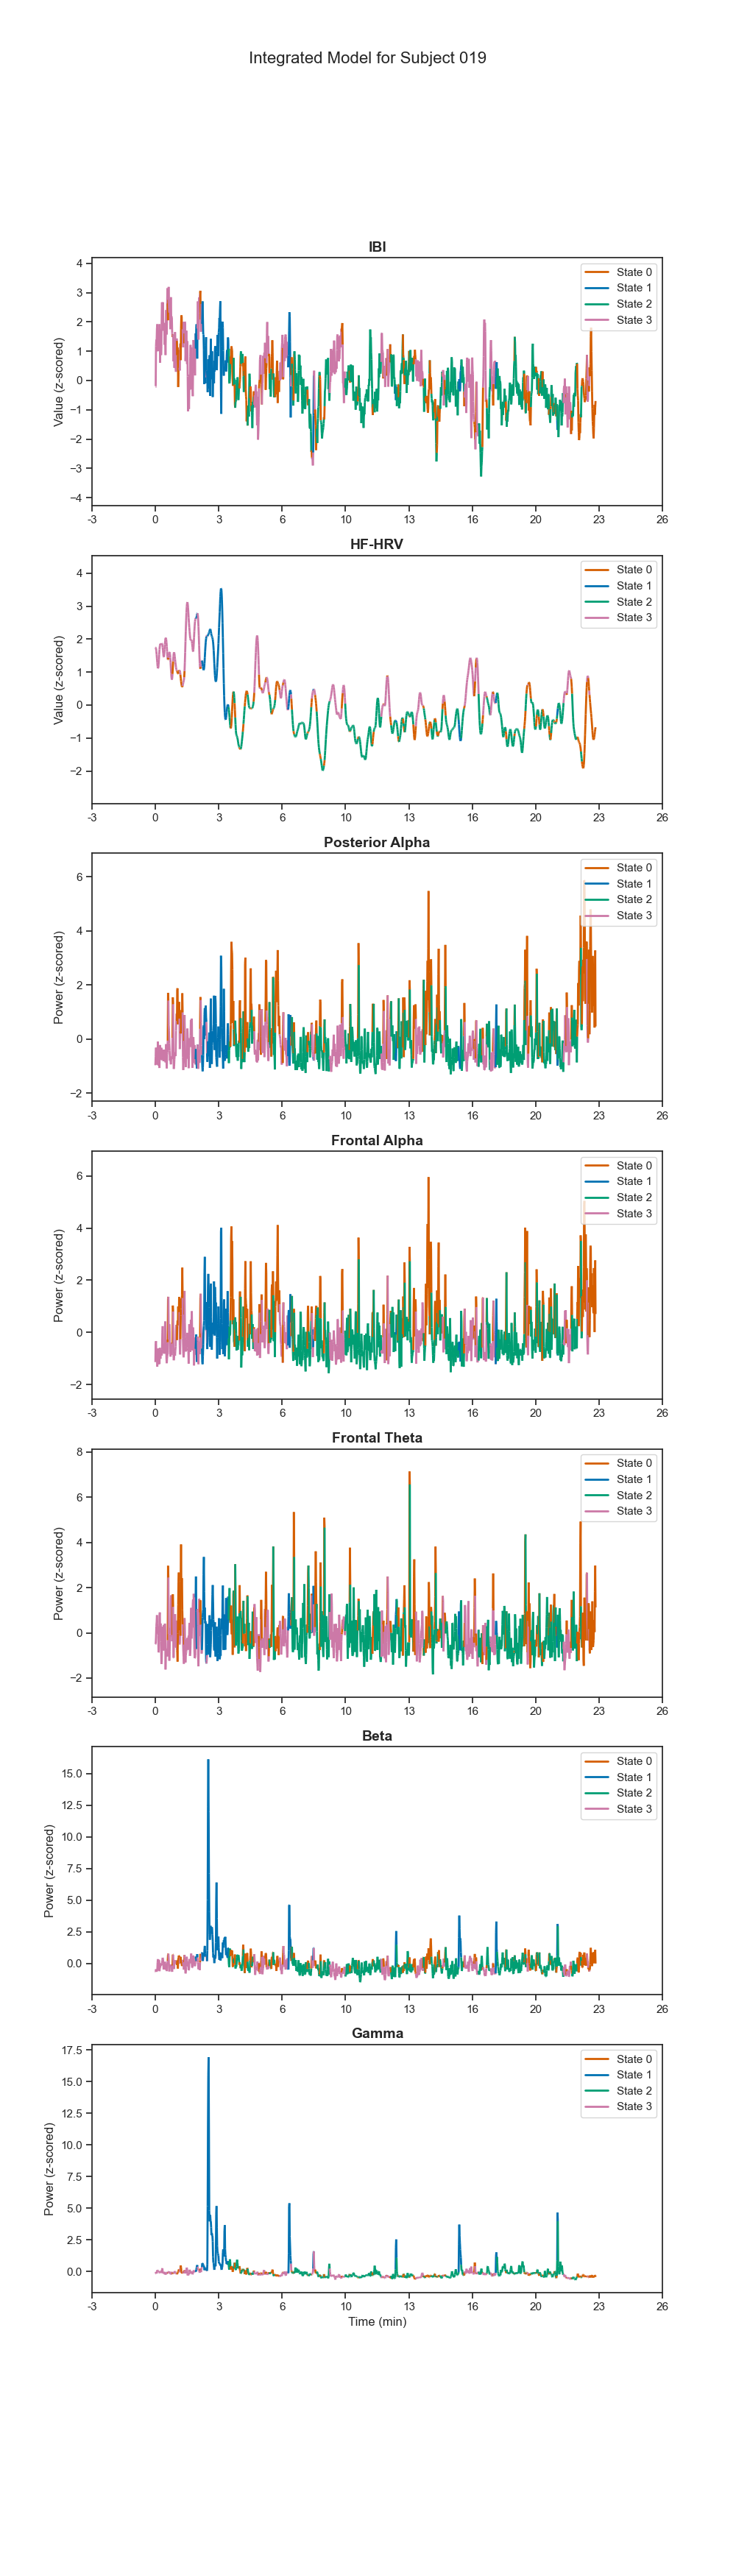 Integrated Model for Subject 019
IBI
Value (z-scored)
4
3
2
1
0
−1
−2
−3
−4
State 0
State 1
State 2
State 3
-3 0 3 6 10 13 16 20 23 26
HF-HRV
Value (z-scored)
4
3
2
1
0
−1
−2
State 0
State 1
State 2
State 3
-3 0 3 6 10 13 16 20 23 26
Posterior Alpha
Power (z-scored)
6
4
2
0
−2
State 0
State 1
State 2
State 3
-3 0 3 6 10 13 16 20 23 26
Frontal Alpha
Power (z-scored)
6
4
2
0
−2
State 0
State 1
State 2
State 3
-3 0 3 6 10 13 16 20 23 26
Frontal Theta
Power (z-scored)
8
6
4
2
0
−2
State 0
State 1
State 2
State 3
-3 0 3 6 10 13 16 20 23 26
Beta
Power (z-scored)
15.0
12.5
10.0
7.5
5.0
2.5
0.0
State 0
State 1
State 2
State 3
-3 0 3 6 10 13 16 20 23 26
Gamma
Power (z-scored)
17.5
15.0
12.5
10.0
7.5
5.0
2.5
0.0
State 0
State 1
State 2
State 3
-3 0 3 6 10 13 16 20 23 26
Time (min)